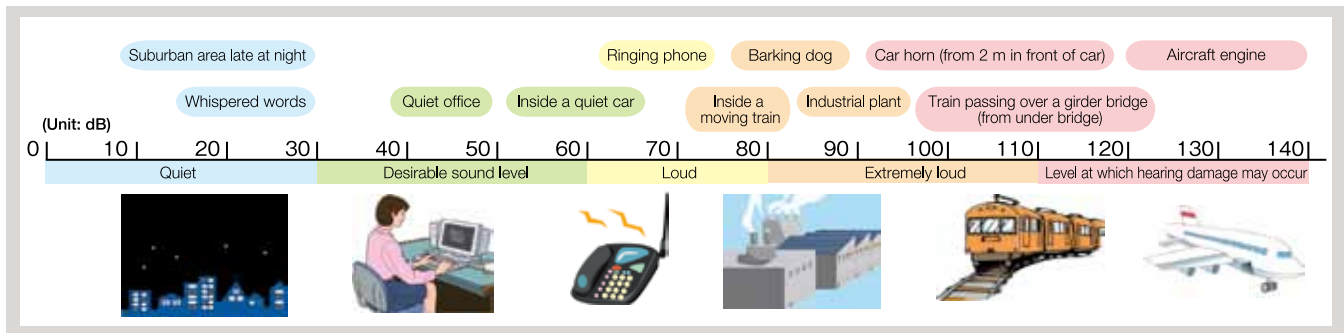 Suburban area late at night
Ringing phone
Barking dog
Car horn (from 2 m in front of car)
Aircraft engine
Whispered words
Quiet office
Inside a quiet car
Inside a
moving train
Industrial plant
Train passing over a girder bridge
(from under bridge)
(Unit: dB)
0 10 20 30 40 50 60 70 80 90 100 110 120 130 140
Quiet
Desirable sound level
Loud
Extremely loud
Level at which hearing damage may occur